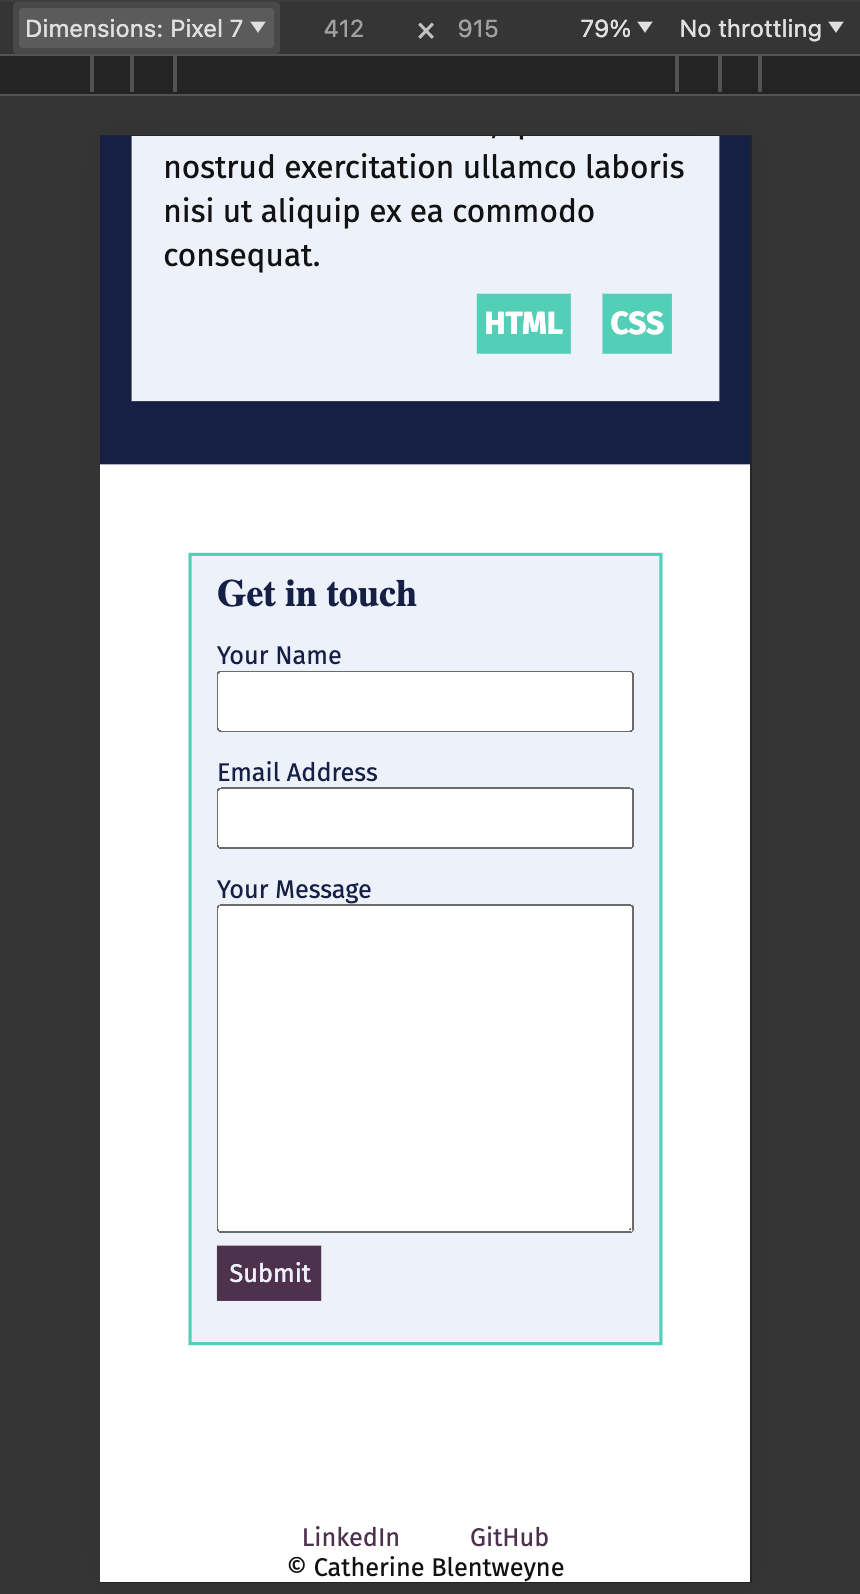 Dimensions: Pixel 7 ▼ 412 × 915 79% ▼ No throttling ▼
nostrud exercitation ullamco laboris
nisi ut aliquip ex ea commodo
consequat.
HTML CSS
Get in touch
Your Name
Email Address
Your Message
Submit
LinkedIn GitHub
© Catherine Blentweyne